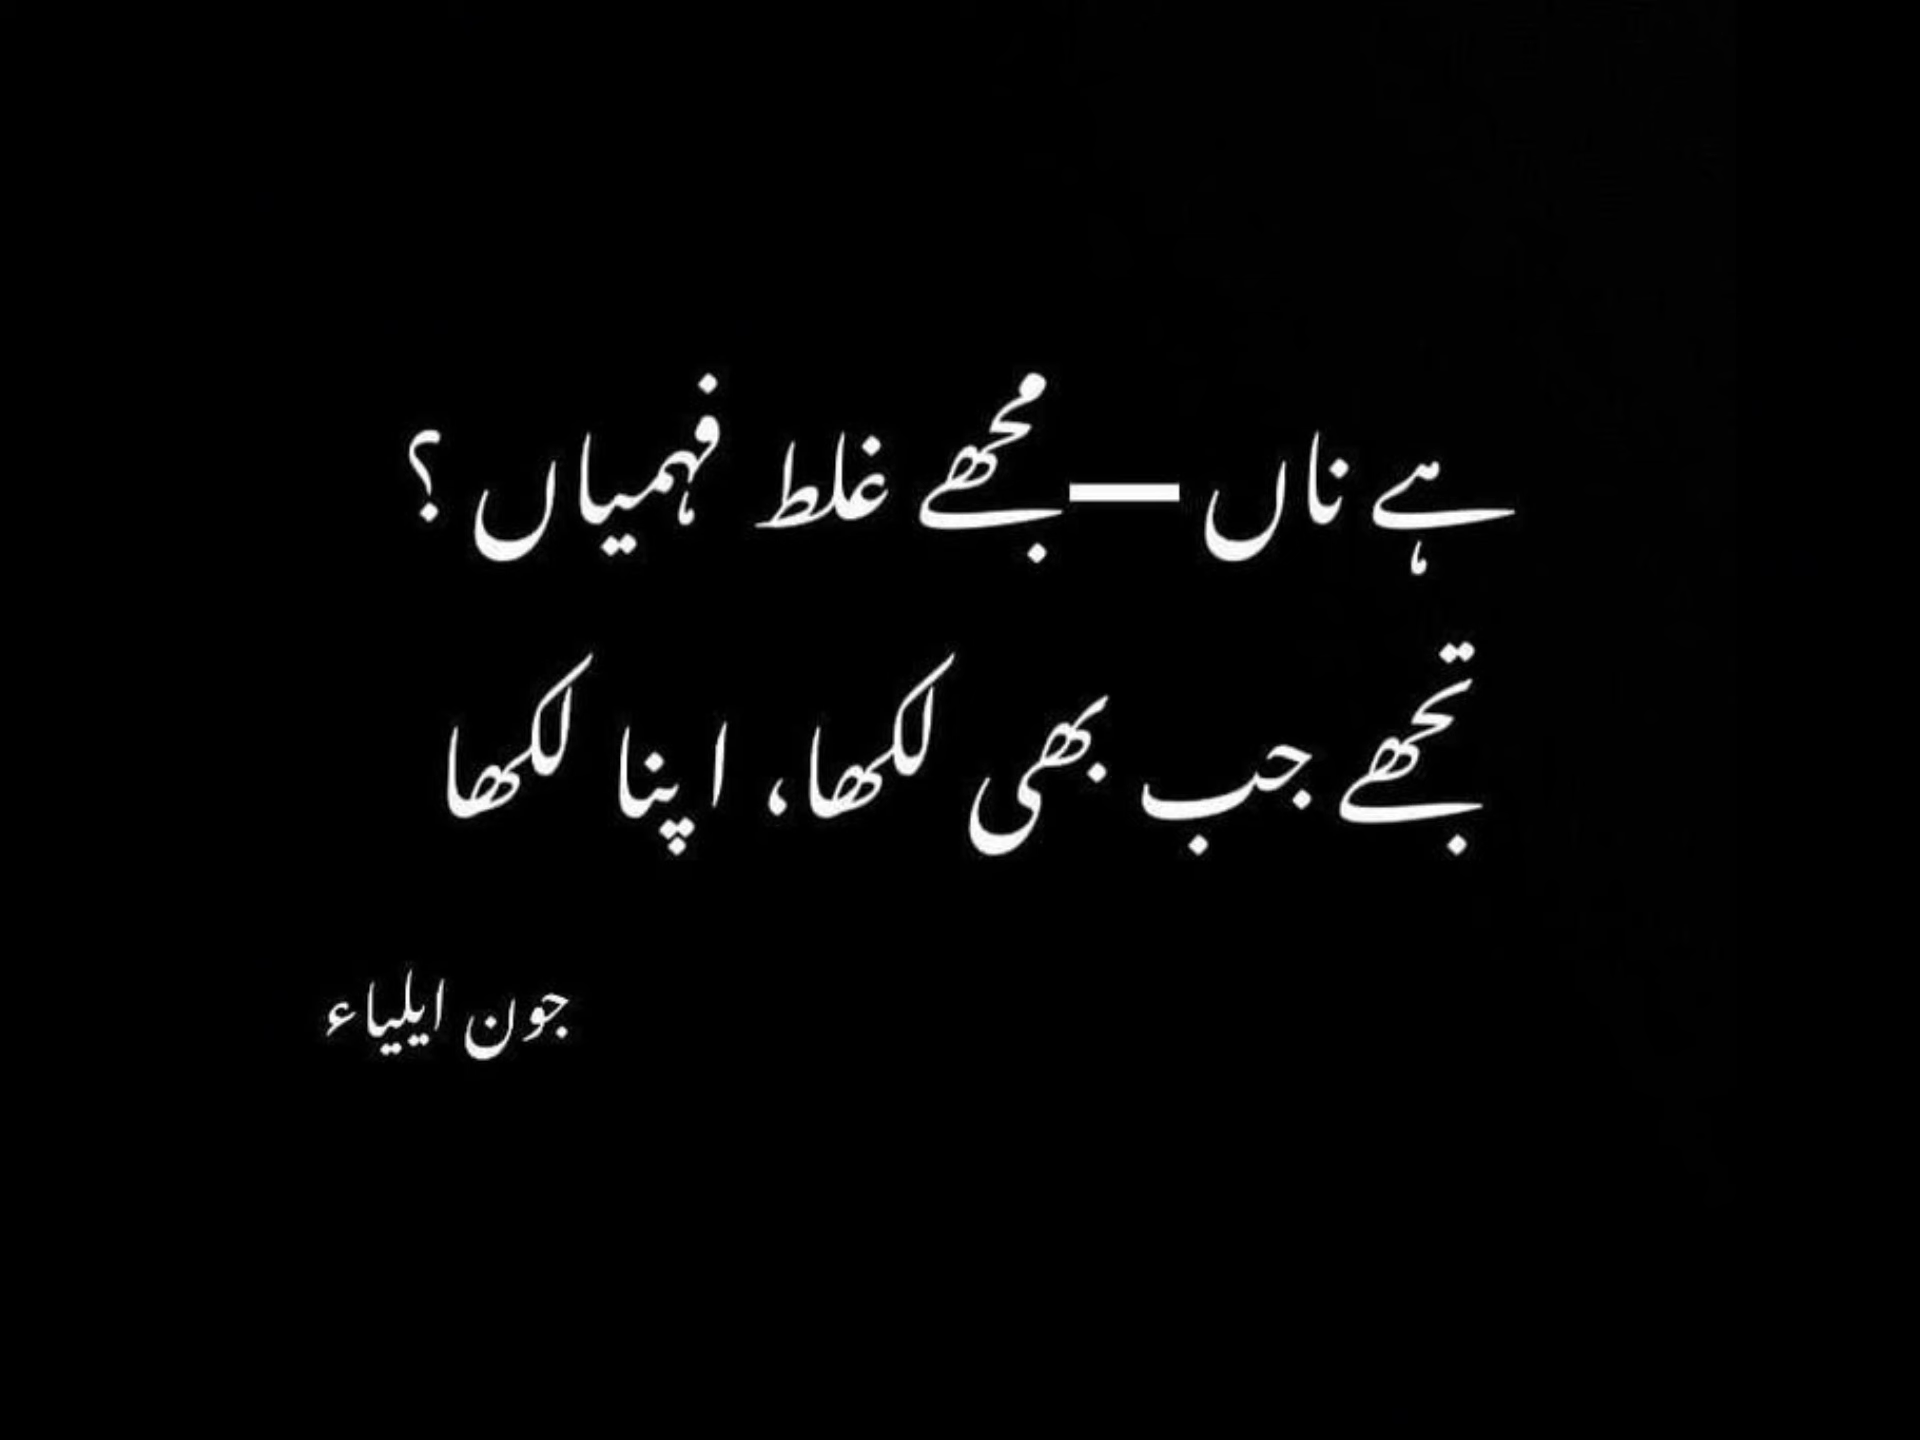 ہے ناں —مجھے غلط فہمیاں ؟
تجھے جب بھی لکھا، اپنا لکھا
جون ایلیاء